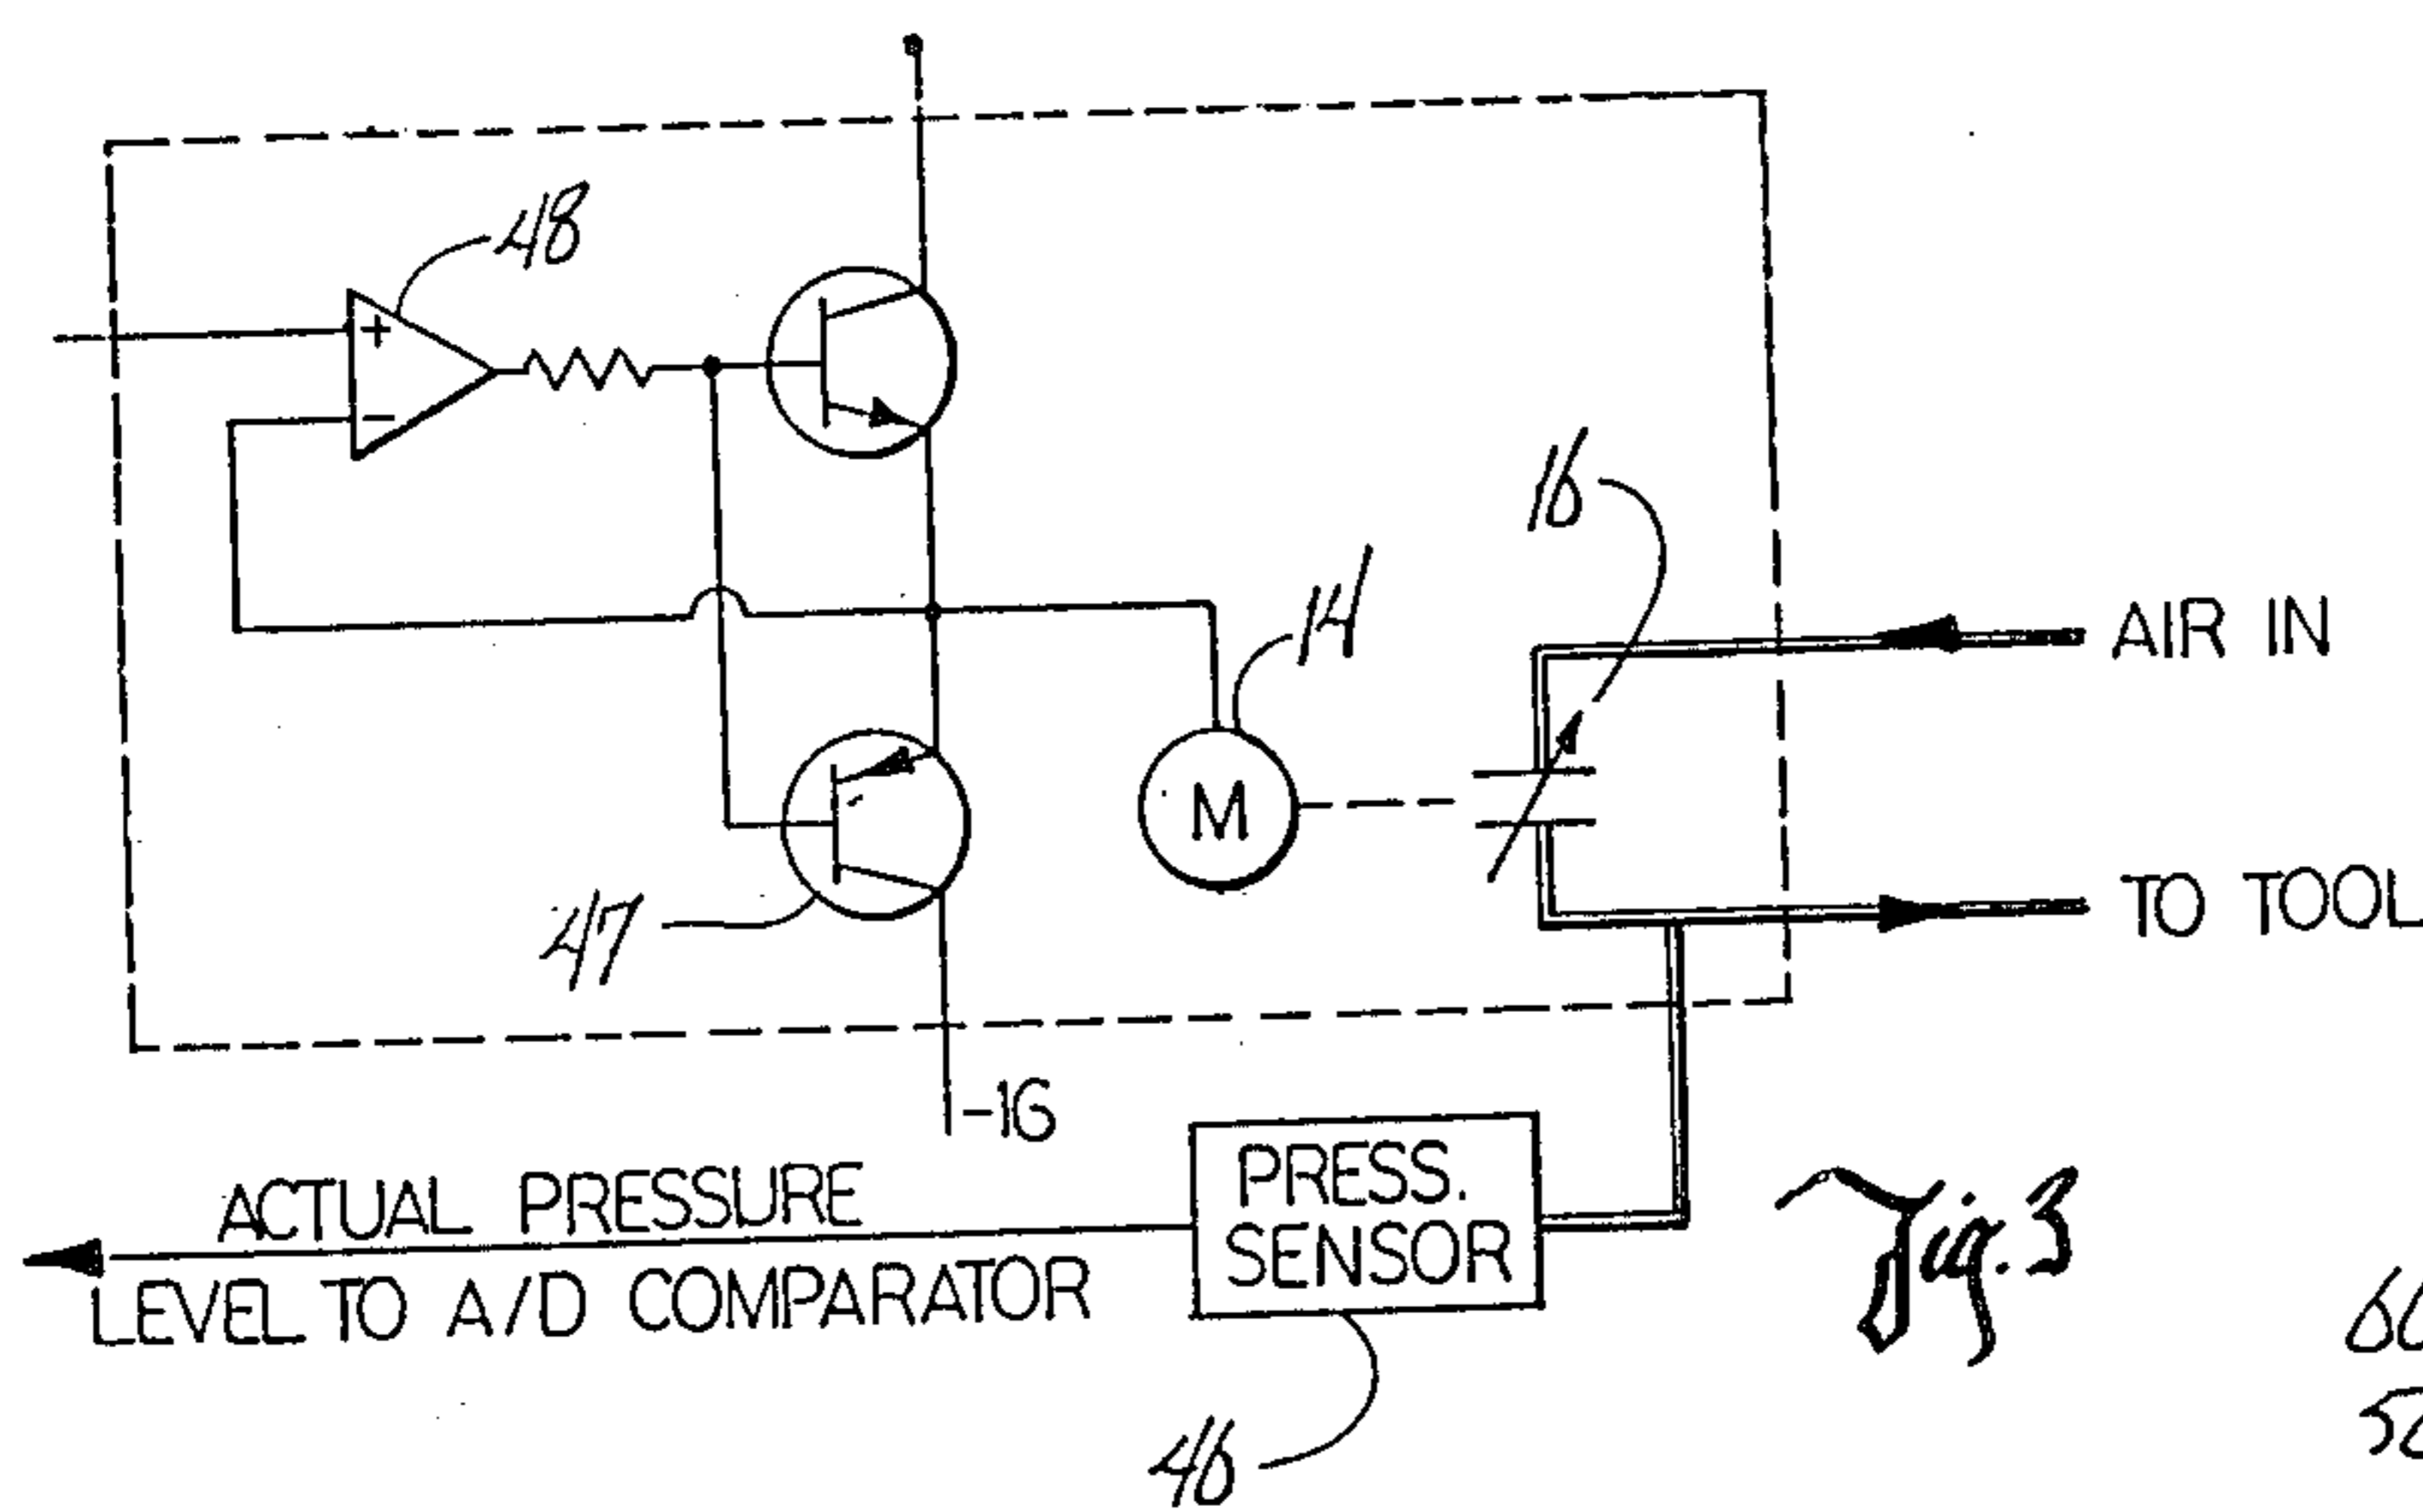 48
+
−
16
14
AIR IN
M
TO TOOL
47
-16
PRESS.
SENSOR
ACTUAL PRESSURE
LEVEL TO A/D COMPARATOR
Fig. 3
46